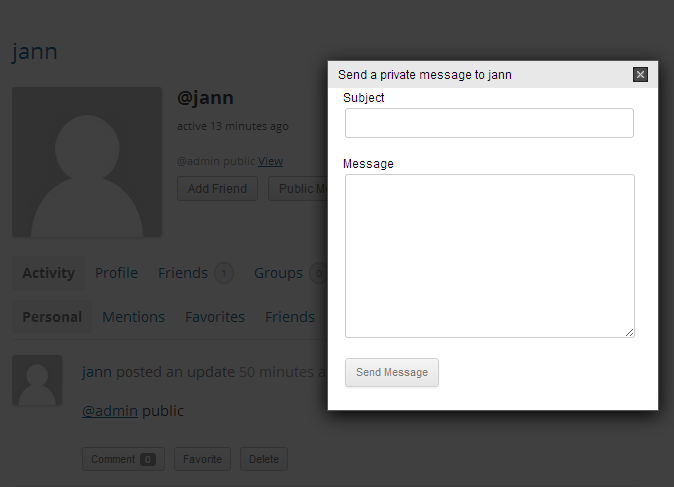 jann
@jann
active 13 minutes ago
@admin public View
Add Friend Public
Activity Profile Friends 1 Groups 0
Personal Mentions Favorites Friends
jann posted an update 50 minutes
@admin public
Comment 0 Favorite Delete
Send a private message to jann
Subject
Message
Send Message